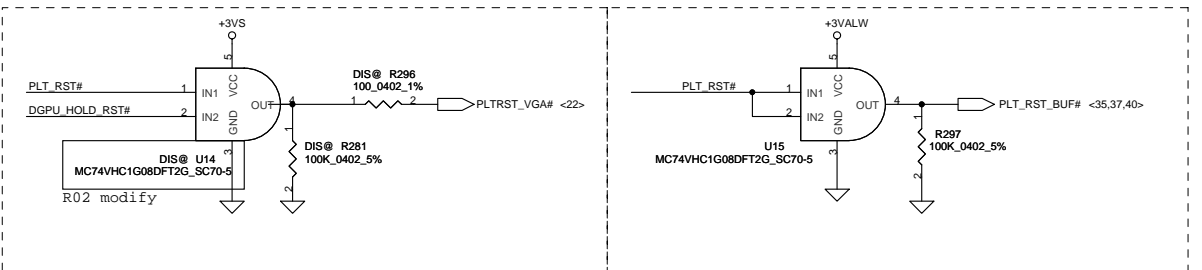 +3VS
5
PLT_RST#
1
IN1
VCC
DGPU_HOLD_RST#
2
IN2
GND
OUT
4
3
DIS@ R296
100_0402_1%
1
2
PLTRST_VGA# <22>
1
DIS@ R281
100K_0402_5%
2
DIS@ U14
MC74VHC1G08DFT2G_SC70-5
R02 modify
+3VALW
5
PLT_RST#
1
IN1
VCC
2
IN2
GND
OUT
4
3
PLT_RST_BUF# <35,37,40>
1
R297
100K_0402_5%
2
U15
MC74VHC1G08DFT2G_SC70-5